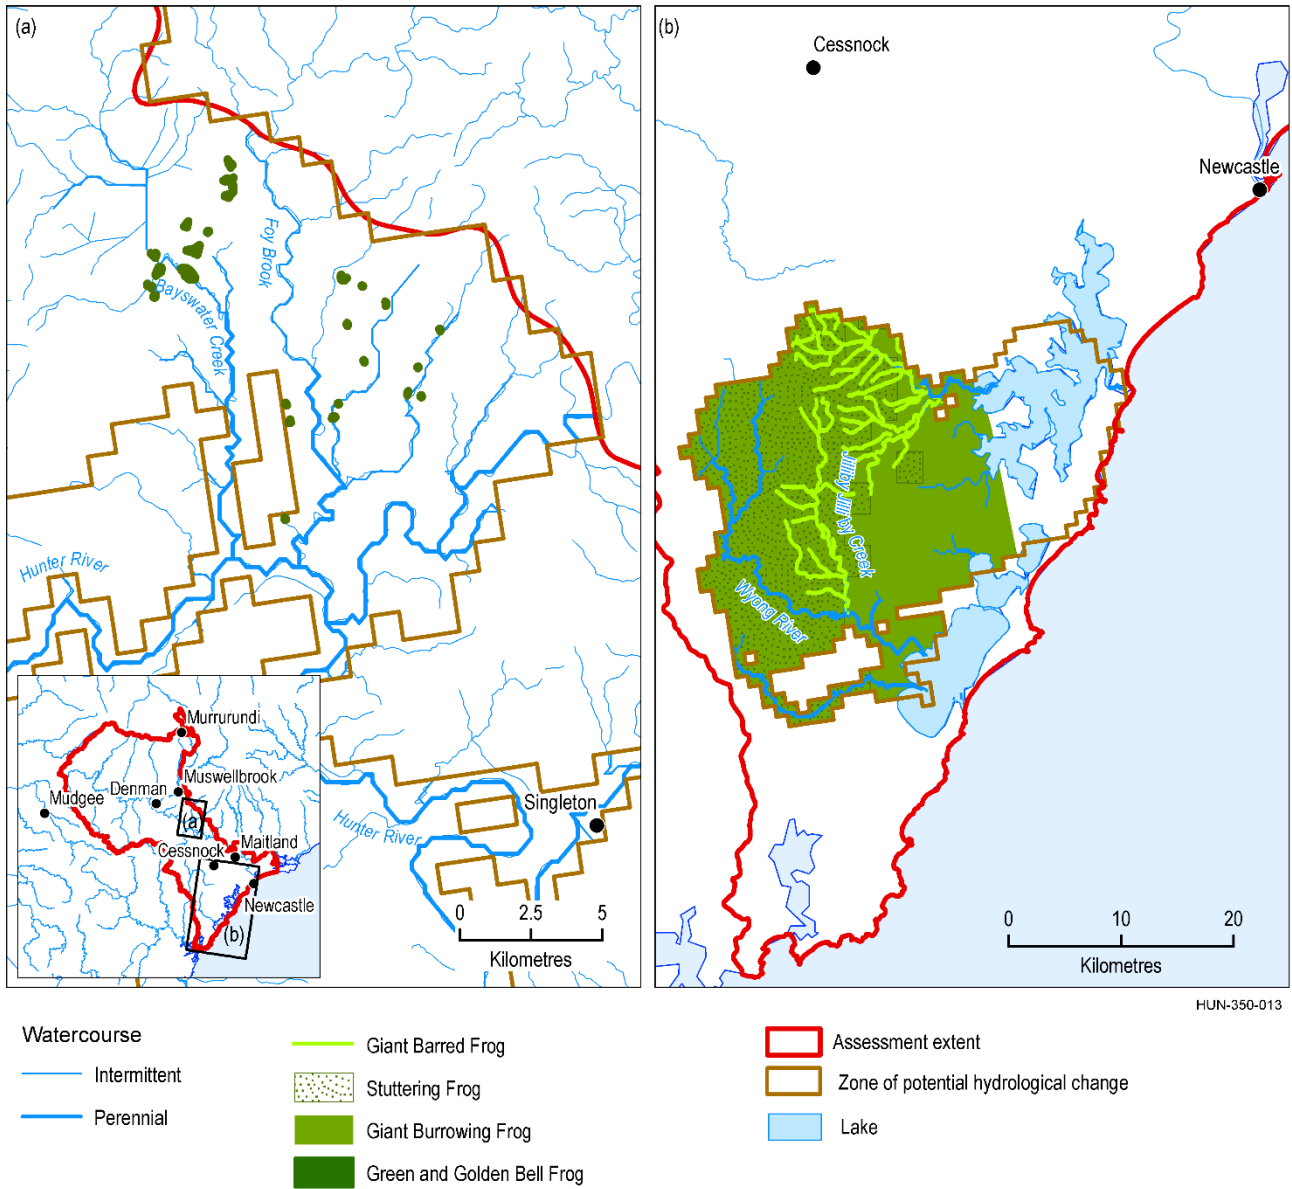 (a)
Foy Brook
Bayswater Creek
Hunter River
Hunter River
Singleton
0 2.5 5
Kilometres
Murrurundi
Muswellbrook
Denman
Mudgee
(a)
Maitland
Cessnock
Newcastle
(b)
(b)
Cessnock
Newcastle
Jilliby Jilliby Creek
Wyong River
0 10 20
Kilometres
HUN-350-013
Watercourse
Intermittent
Perennial
Giant Barred Frog
Stuttering Frog
Giant Burrowing Frog
Green and Golden Bell Frog
Assessment extent
Zone of potential hydrological change
Lake